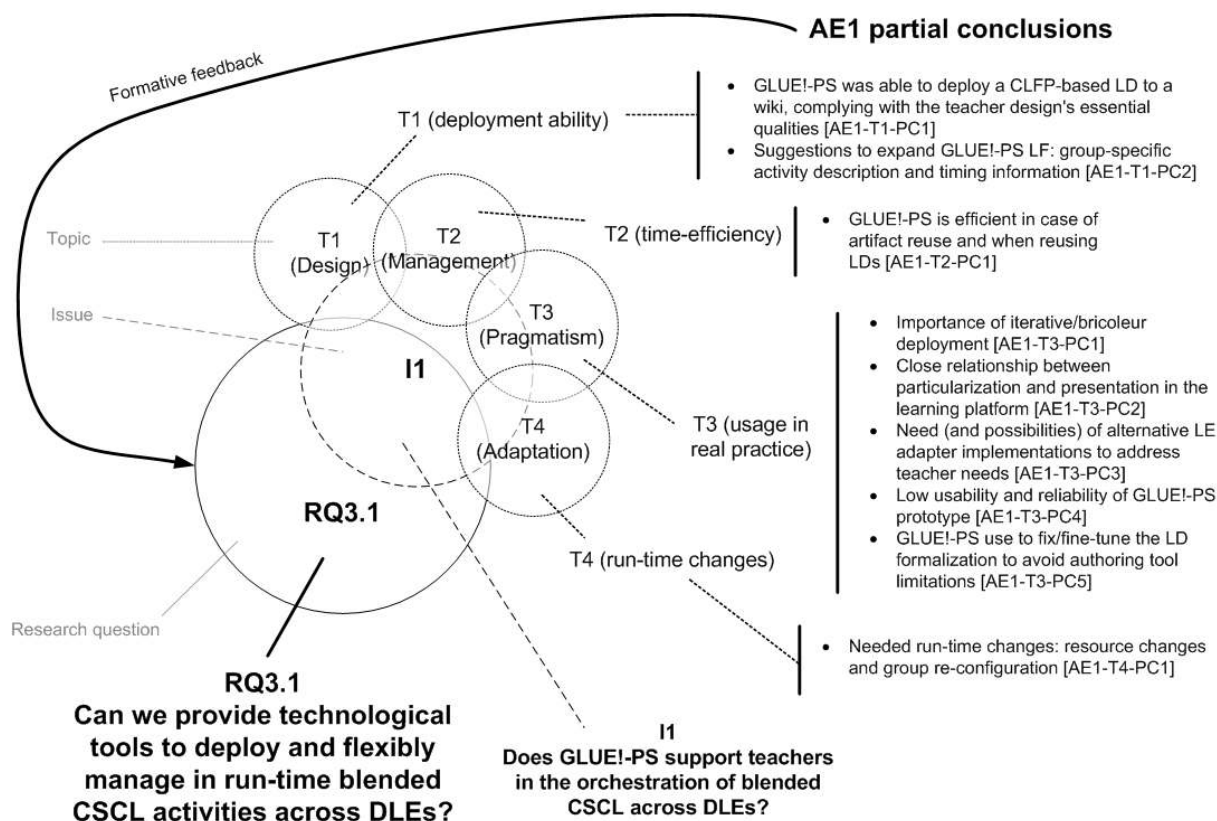 AE1 partial conclusions
Formative feedback
• GLUE!-PS was able to deploy a CLFP-based LD to a
wiki, complying with the teacher design's essential
qualities [AE1-T1-PC1]
• Suggestions to expand GLUE!-PS LF: group-specific
activity description and timing information [AE1-T1-PC2]
T1 (deployment ability)
Topic
T1
(Design)
T2
(Management)
T2 (time-efficiency)
• GLUE!-PS is efficient in case of
artifact reuse and when reusing
LDs [AE1-T2-PC1]
Issue
T3
(Pragmatism)
I1
T4
(Adaptation)
T3 (usage in
real practice)
• Importance of iterative/bricoleur
deployment [AE1-T3-PC1]
• Close relationship between
particularization and presentation in the
learning platform [AE1-T3-PC2]
• Need (and possibilities) of alternative LE
adapter implementations to address
teacher needs [AE1-T3-PC3]
• Low usability and reliability of GLUE!-PS
prototype [AE1-T3-PC4]
• GLUE!-PS use to fix/fine-tune the LD
formalization to avoid authoring tool
limitations [AE1-T3-PC5]
RQ3.1
T4 (run-time changes)
Research question
• Needed run-time changes: resource changes
and group re-configuration [AE1-T4-PC1]
RQ3.1
Can we provide technological
tools to deploy and flexibly
manage in run-time blended
CSCL activities across DLEs?
I1
Does GLUE!-PS support teachers
in the orchestration of blended
CSCL across DLEs?